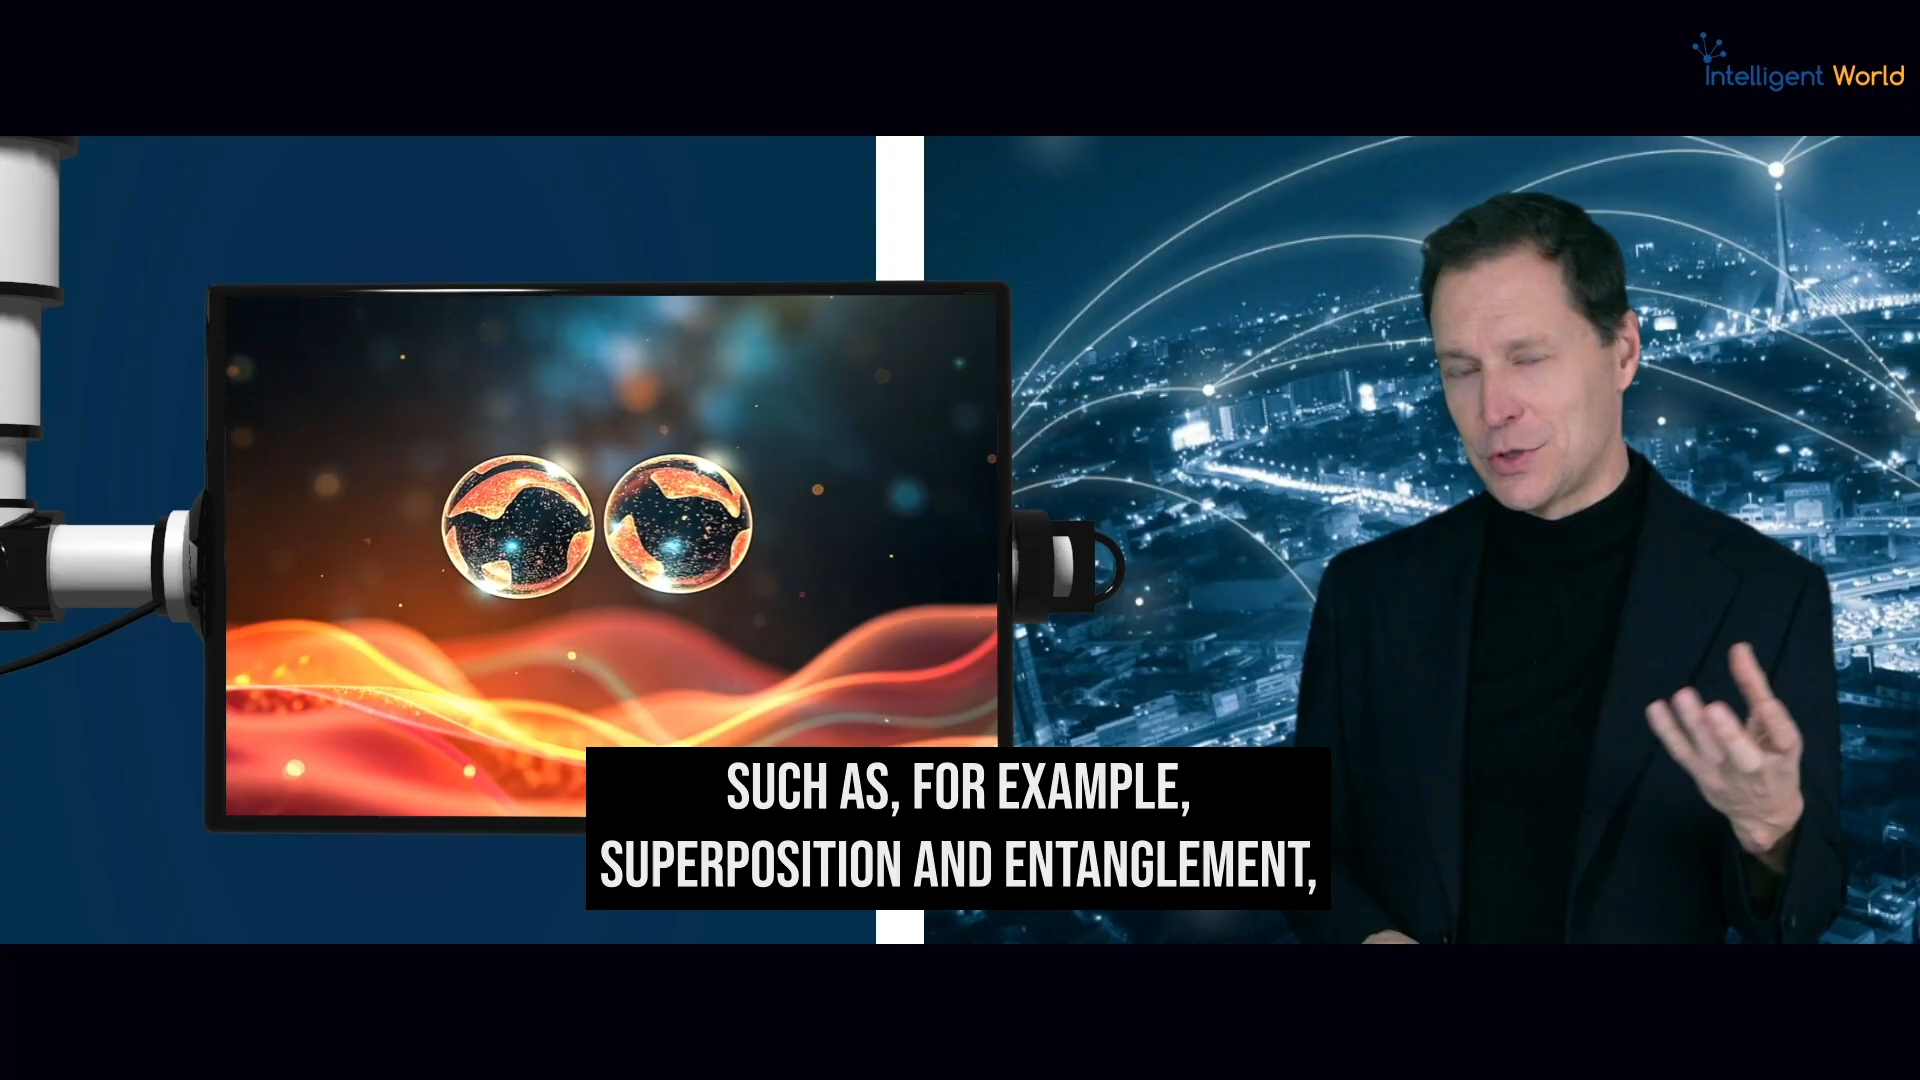 Intelligent World
SUCH AS, FOR EXAMPLE,
SUPERPOSITION AND ENTANGLEMENT,